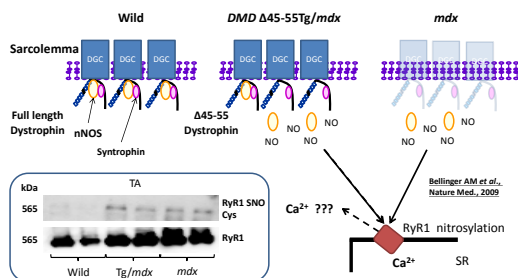 Wild
DMD Δ45-55Tg/mdx
mdx
Sarcolemma
DGC DGC DGC
DGC DGC DGC
DGC DGC DGC
Full length
Dystrophin
nNOS
Syntrophin
Δ45-55
Dystrophin
NO NO
NO NO
NO
NO
NO
NO
Bellinger AM et al.,
Nature Med., 2009
Ca²⁺ ???
RyR1 nitrosylation
Ca²⁺
SR
TA
kDa
565
RyR1 SNO
Cys
565
RyR1
Wild Tg/mdx mdx